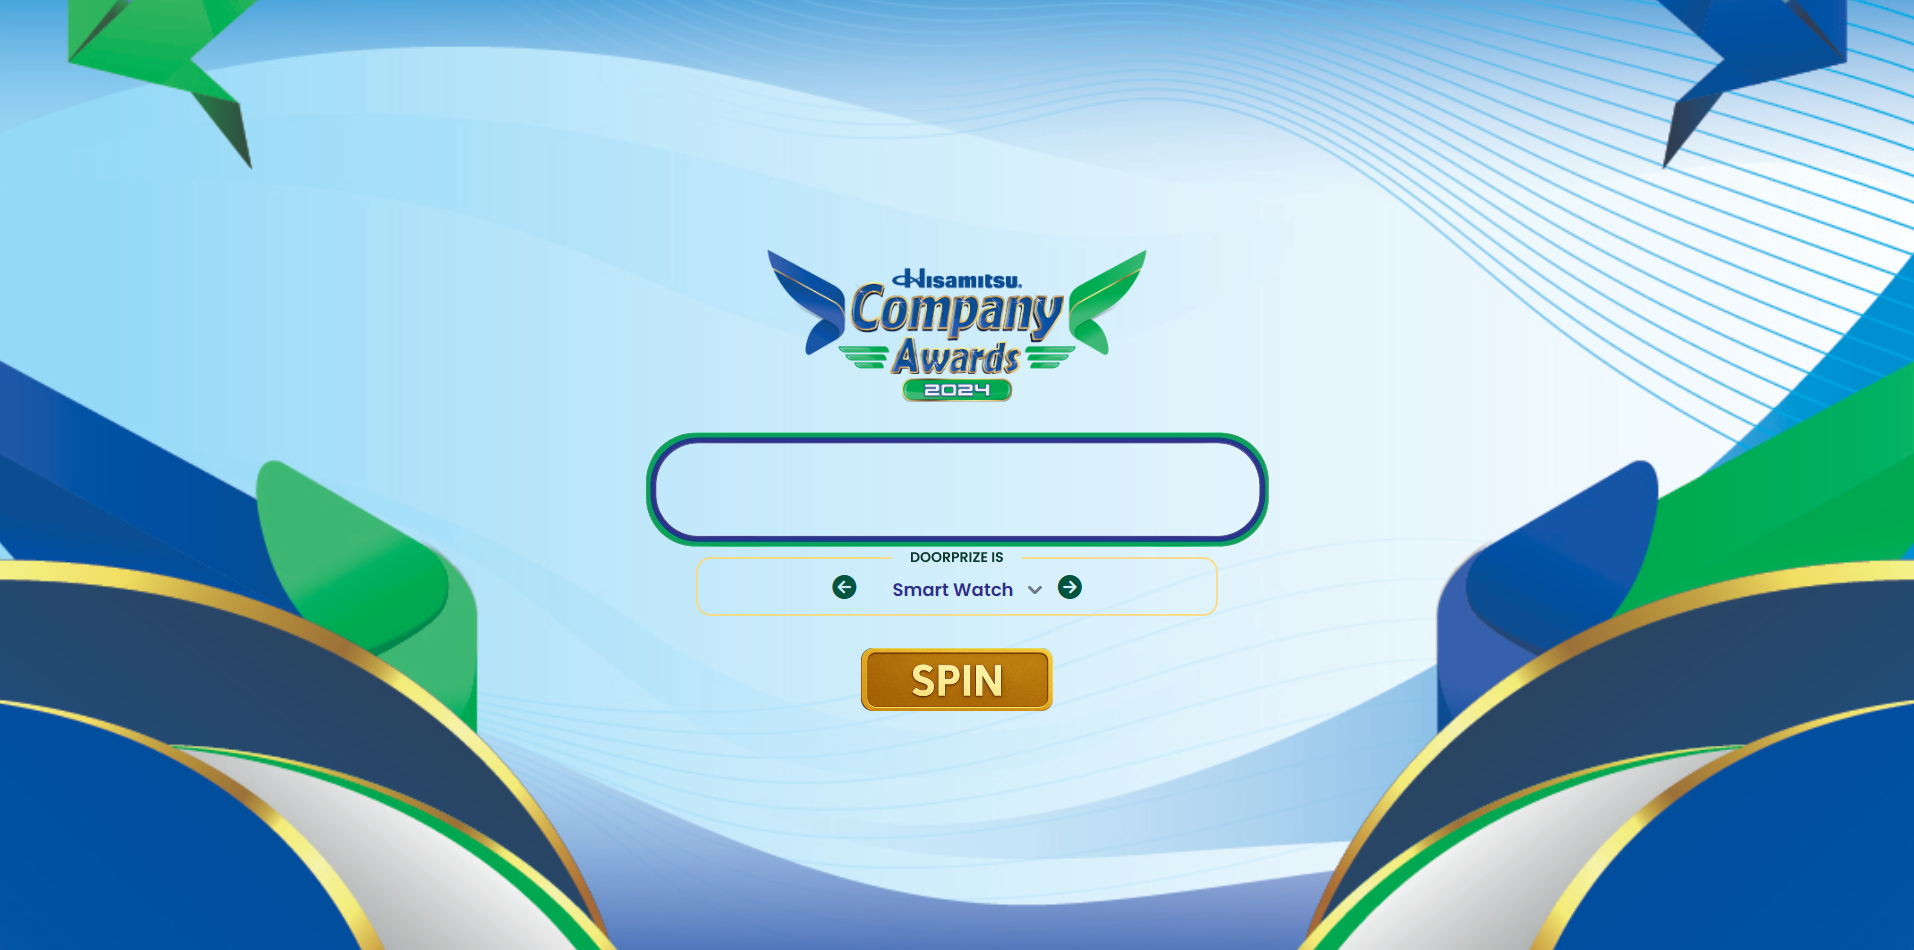 Hisamitsu.
Company
Awards
2024
DOORPRIZE IS
Smart Watch
SPIN